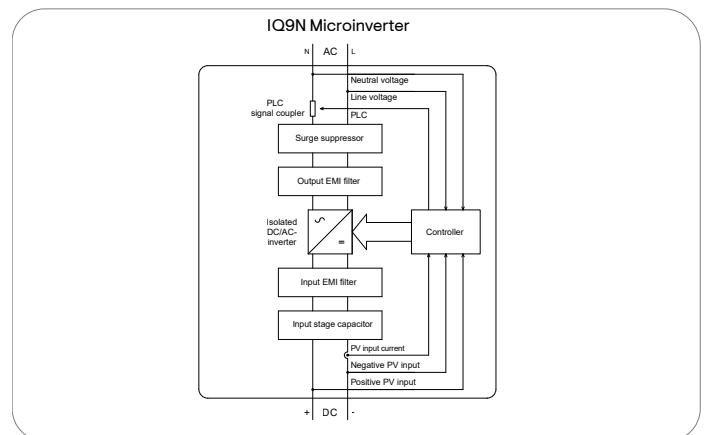 IQ9N Microinverter
N AC L
Neutral voltage
Line voltage
PLC
signal coupler
PLC
Surge suppressor
Output EMI filter
Isolated
DC/AC-
inverter
Controller
Input EMI filter
Input stage capacitor
PV input current
Negative PV input
Positive PV input
+ DC -